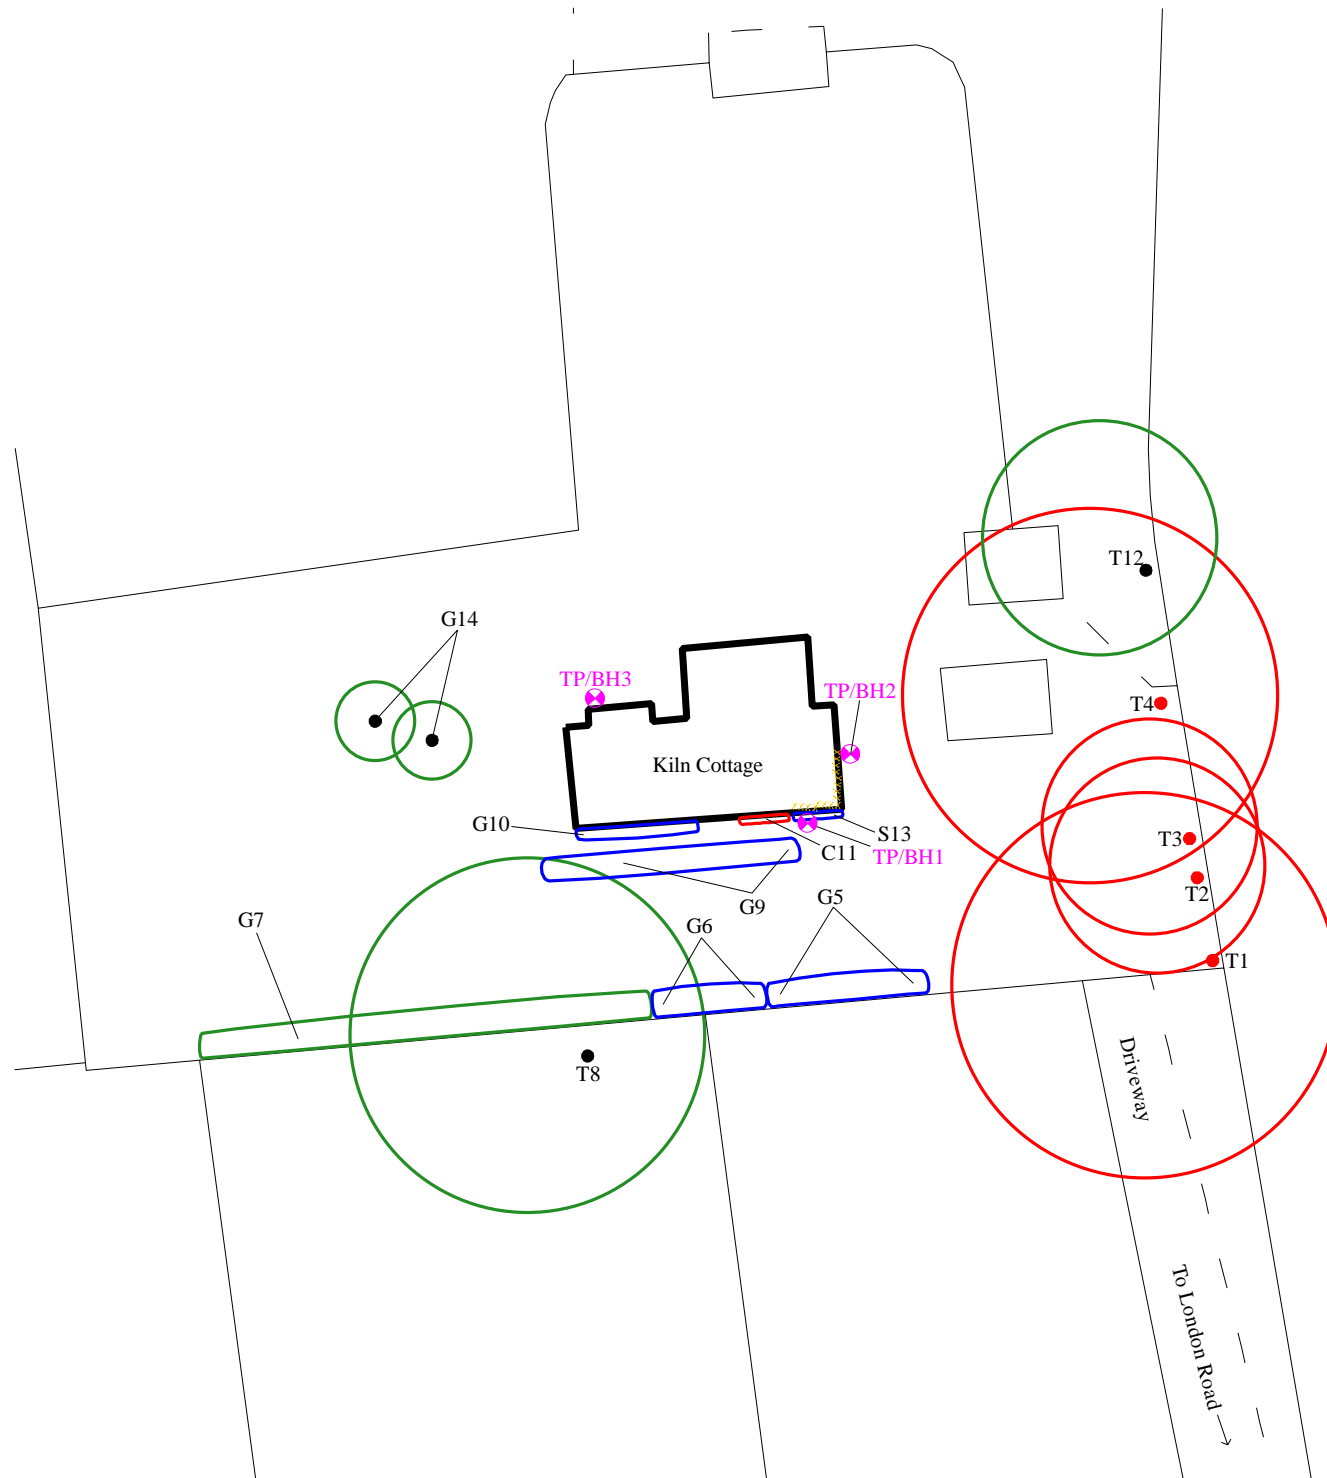 T12
G14
TP/BH3
TP/BH2
T4
Kiln Cottage
G10
S13
T3
C11
TP/BH1
T2
G9
G5
G7
G6
T1
Driveway
T8
To London Road